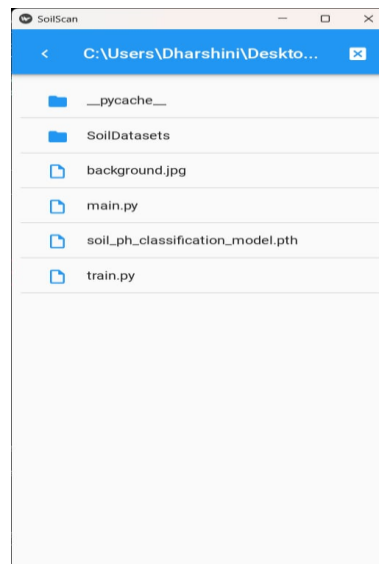 SoilScan
C:\Users\Dharshini\Deskto...
__pycache__
SoilDatasets
background.jpg
main.py
soil_ph_classification_model.pth
train.py